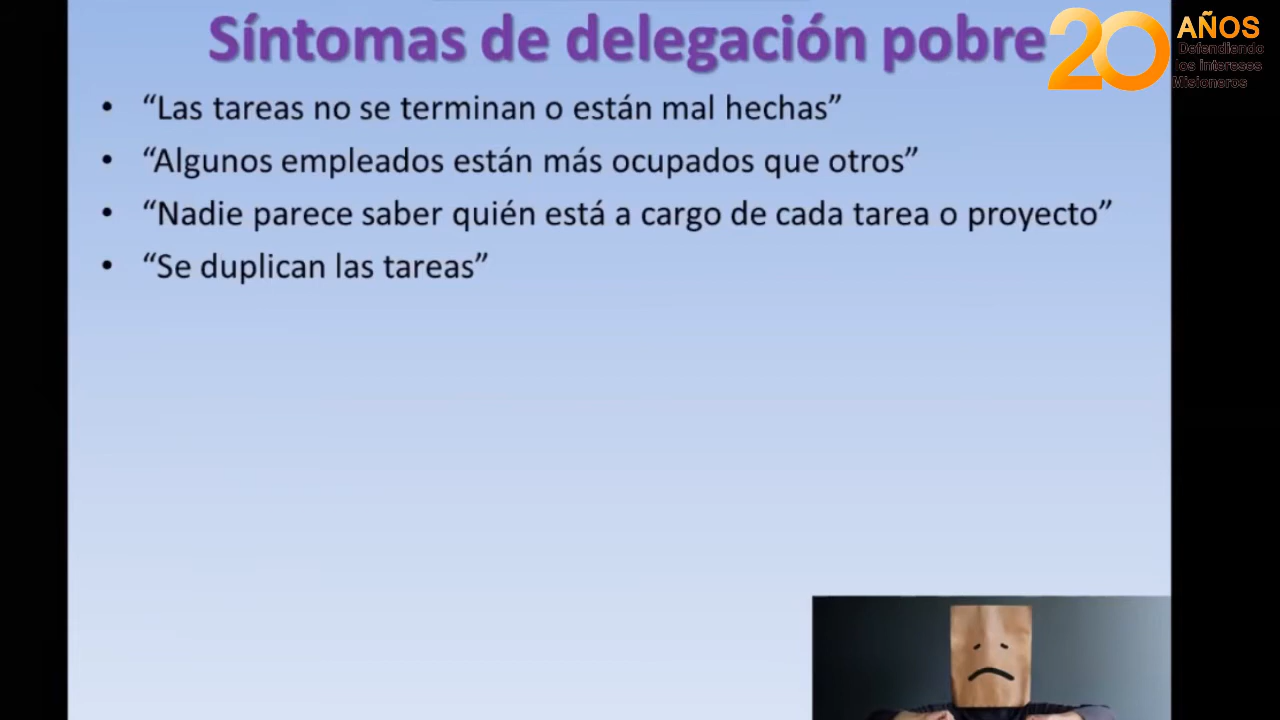 Síntomas de delegación pobre
20 AÑOS
Defendiendo
los intereses
Misioneros
• “Las tareas no se terminan o están mal hechas”
• “Algunos empleados están más ocupados que otros”
• “Nadie parece saber quién está a cargo de cada tarea o proyecto”
• “Se duplican las tareas”